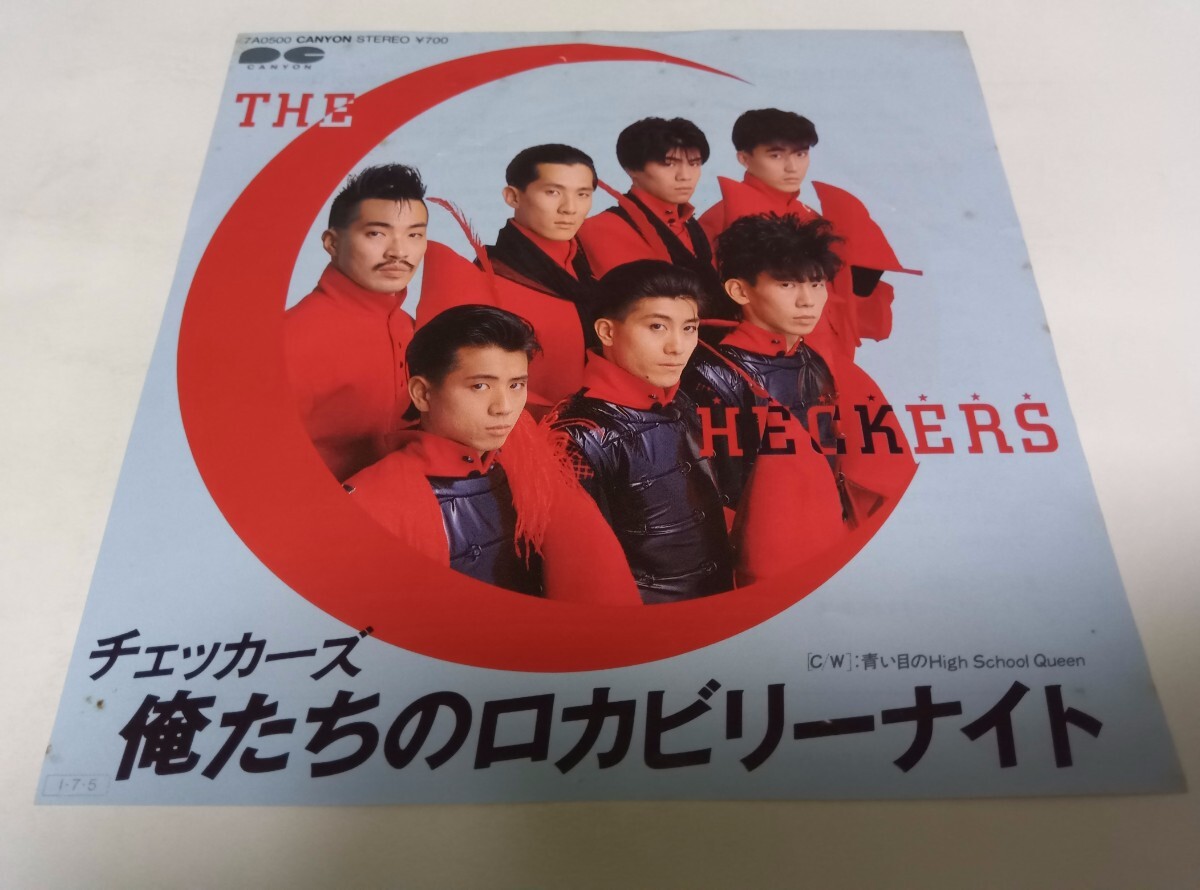 7A0500 CANYON STEREO ¥700
CANYON
THE
HECKERS
チェッカーズ
[C/W]:青い目のHigh School Queen
俺たちのロカビリーナイト
I-7-5